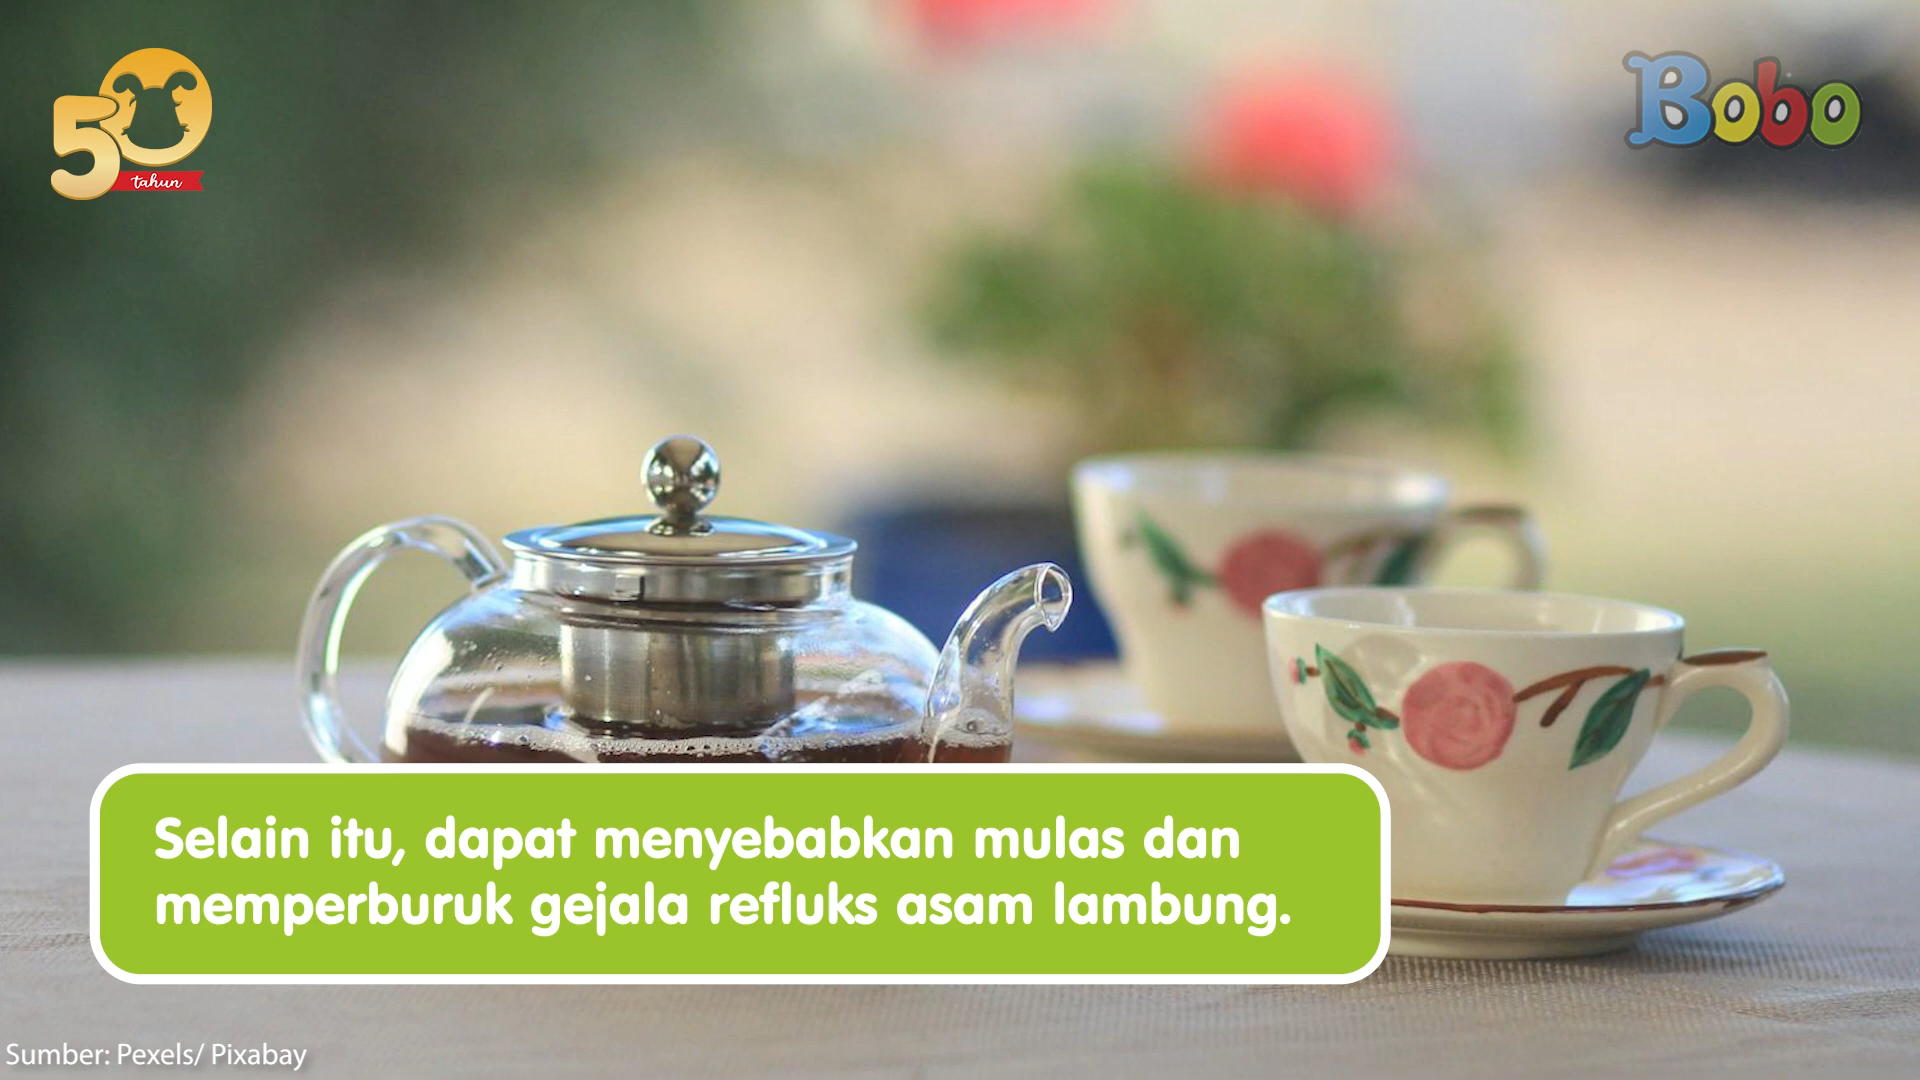 50
tahun
Bobo
Selain itu, dapat menyebabkan mulas dan
memperburuk gejala refluks asam lambung.
Sumber: Pexels/ Pixabay